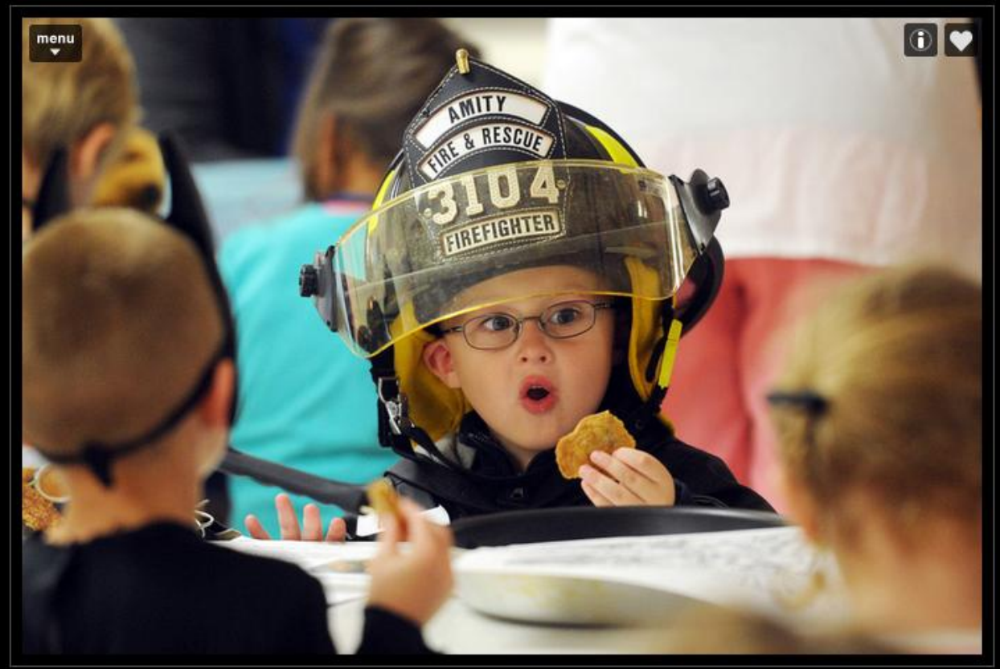 menu
AMITY
FIRE & RESCUE
3104
FIREFIGHTER